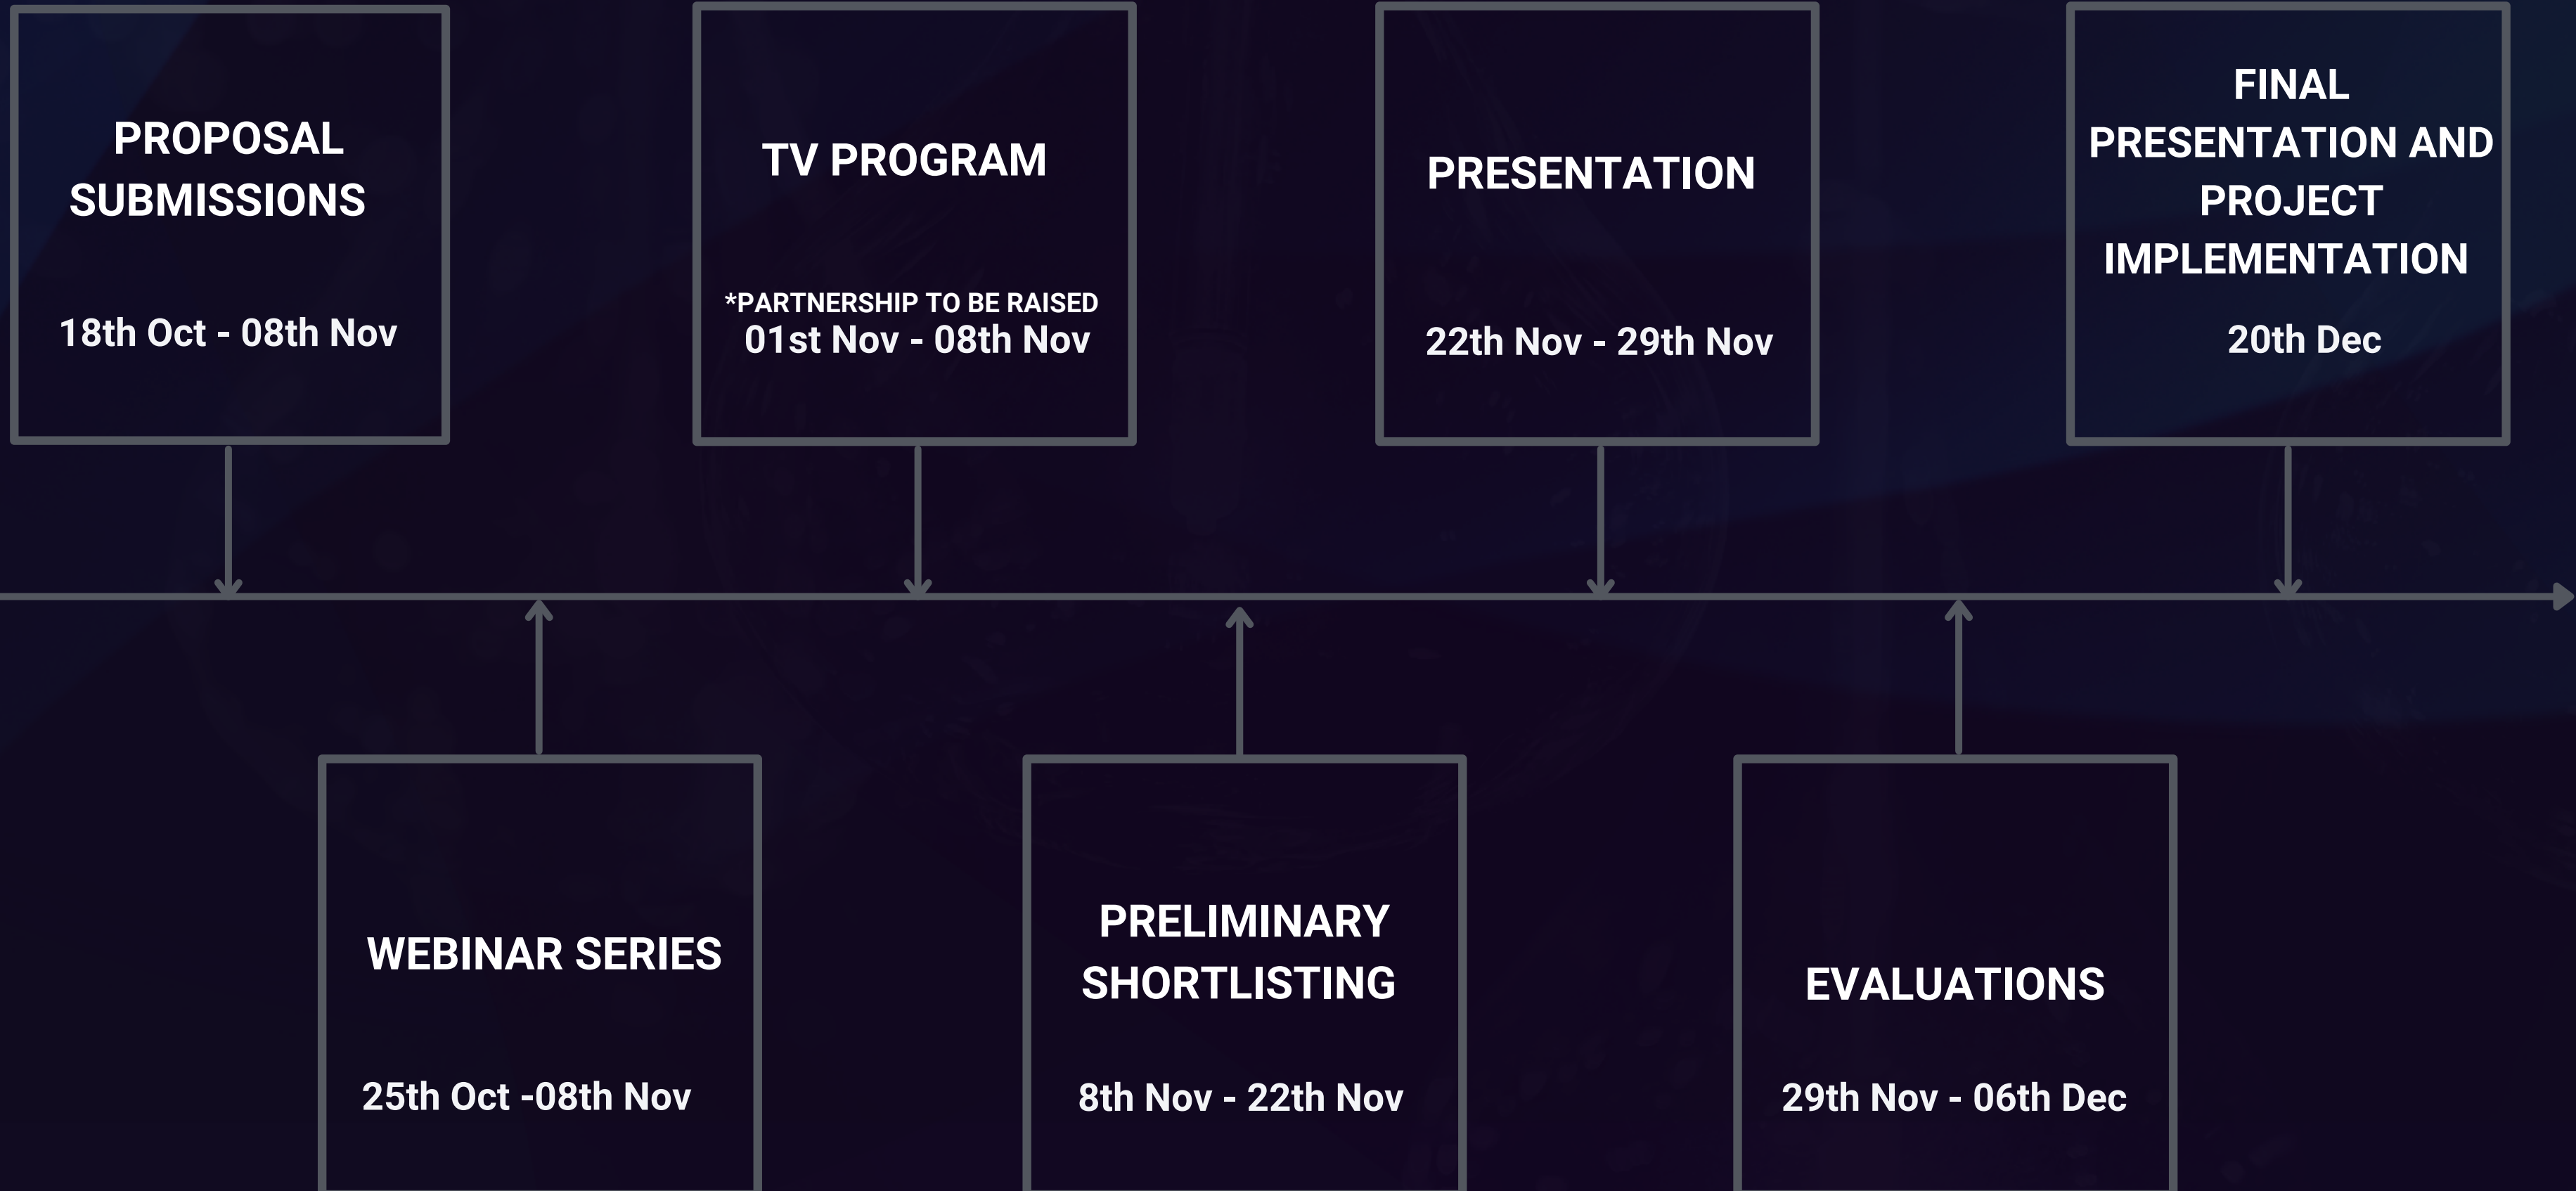 PROPOSAL
SUBMISSIONS
18th Oct - 08th Nov
TV PROGRAM
*PARTNERSHIP TO BE RAISED
01st Nov - 08th Nov
PRESENTATION
22th Nov - 29th Nov
FINAL
PRESENTATION AND
PROJECT
IMPLEMENTATION
20th Dec
WEBINAR SERIES
25th Oct -08th Nov
PRELIMINARY
SHORTLISTING
8th Nov - 22th Nov
EVALUATIONS
29th Nov - 06th Dec